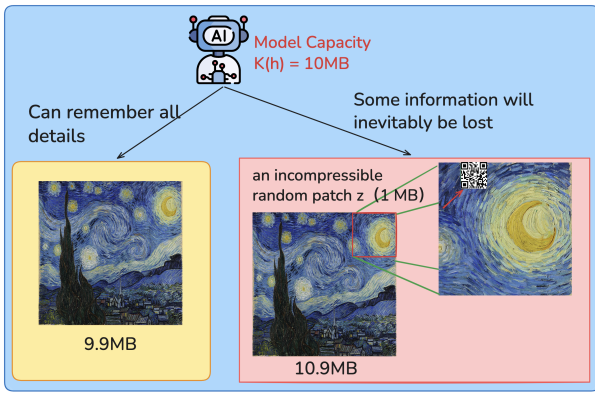 AI
Model Capacity
K(h) = 10MB
Can remember all
details
Some information will
inevitably be lost
an incompressible
random patch z (1 MB)
9.9MB
10.9MB